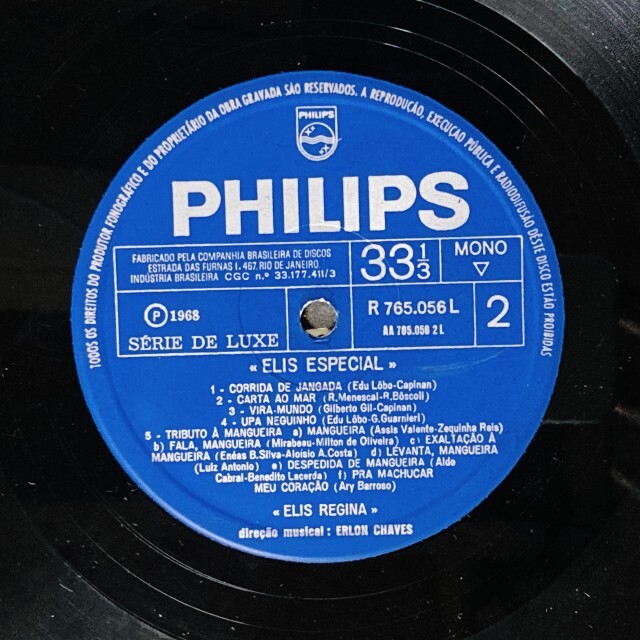 TODOS OS DIREITOS DO PRODUTOR FONOGRÁFICO E DO PROPRIETÁRIO DA OBRA GRAVADA SÃO RESERVADOS. A REPRODUÇÃO, EXECUÇÃO PÚBLICA E RADIODIFUSÃO DÊSTE DISCO ESTÃO PROIBIDAS
PHILIPS
PHILIPS
FABRICADO PELA COMPANHIA BRASILEIRA DE DISCOS
ESTRADA DAS FURNAS 1.467. RIO DE JANEIRO
INDÚSTRIA BRASILEIRA CGC n.º 33.177.411/3
33 1/3
MONO
▽
Ⓟ 1968
SÉRIE DE LUXE
R 765.056 L
AA 765.056 2 L
2
« ELIS ESPECIAL »
1 - CORRIDA DE JANGADA (Edu Lôbo-Capinan)
2 - CARTA AO MAR (R.Menescal-R.Bôscoli)
3 - VIRA-MUNDO (Gilberto Gil-Capinan)
4 - UPA NEGUINHO (Edu Lôbo-G.Guarnieri)
5 - TRIBUTO À MANGUEIRA a) MANGUEIRA (Assis Valente-Zequinha Reis)
b) FALA, MANGUEIRA (Mirabeau-Milton de Oliveira) c) EXALTAÇÃO À
MANGUEIRA (Enéas B.Silva-Aloísio A.Costa) d) LEVANTA, MANGUEIRA
(Luiz Antonio) e) DESPEDIDA DE MANGUEIRA (Aldo
Cabral-Benedito Lacerda) f) PRA MACHUCAR
MEU CORAÇÃO (Ary Barroso)
« ELIS REGINA »
direção musical : ERLON CHAVES